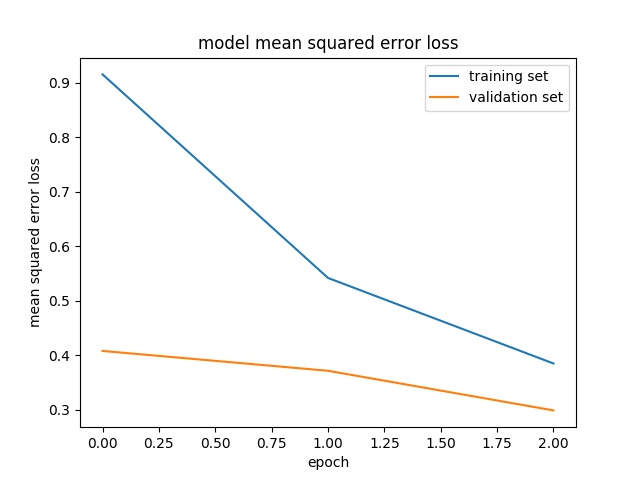 model mean squared error loss
training set
validation set
0.9
0.8
0.7
0.6
0.5
0.4
0.3
mean squared error loss
0.00 0.25 0.50 0.75 1.00 1.25 1.50 1.75 2.00
epoch